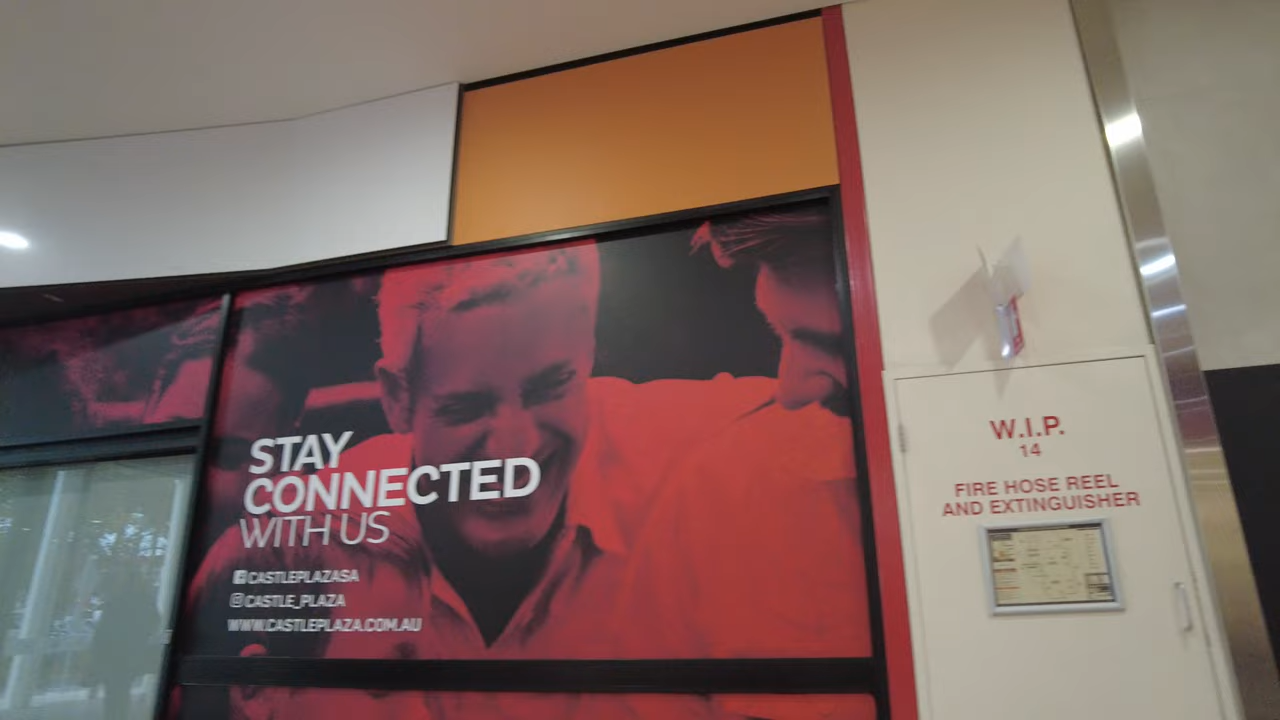 STAY
CONNECTED
WITH US
CASTLEPLAZASA
CASTLE_PLAZA
WWW.CASTLEPLAZA.COM.AU
W.I.P.
14
FIRE HOSE REEL
AND EXTINGUISHER